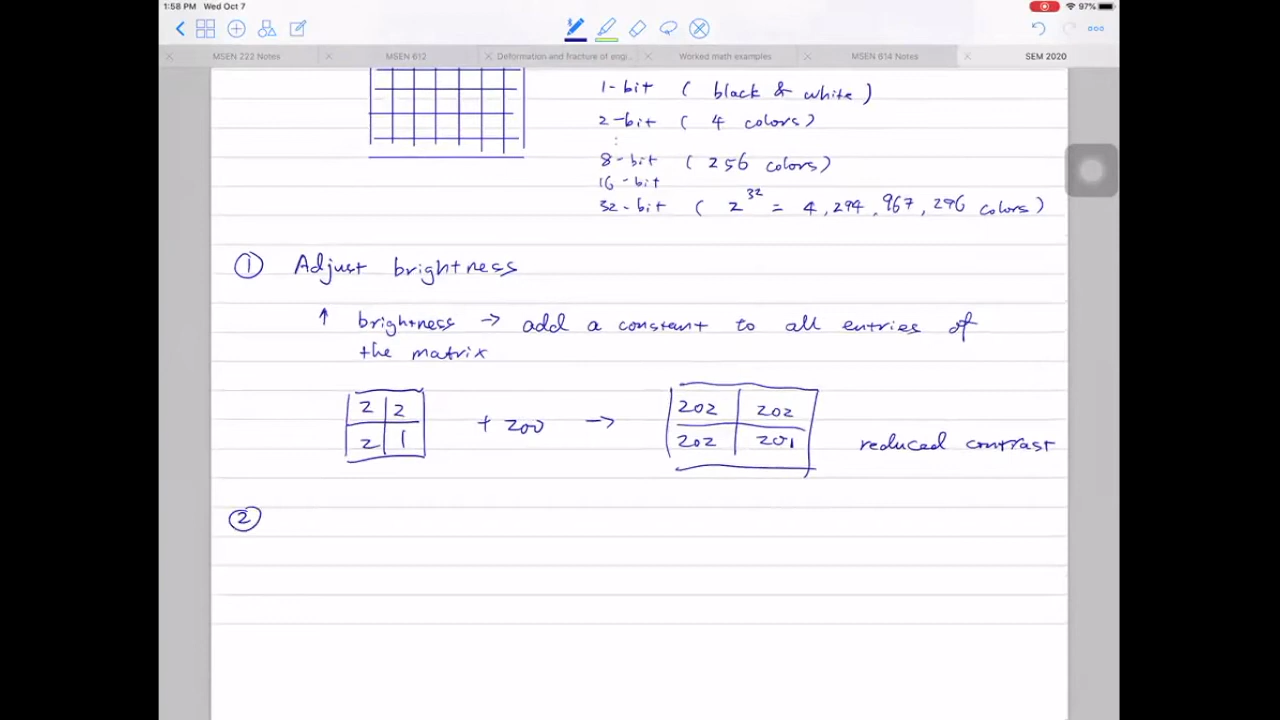 1:58 PM Wed Oct 7
97%
MSEN 222 Notes
MSEN 612
Deformation and fracture of engi...
Worked math examples
MSEN 614 Notes
SEM 2020
1-bit ( black & white )
2-bit ( 4 colors )
:
8-bit ( 256 colors )
16-bit
32-bit ( 2^32 = 4,294,967,296 colors )
① Adjust brightness
↑ brightness → add a constant to all entries of
the matrix
2 2 202 202
+ 200 →
2 1 202 201 reduced contrast
②